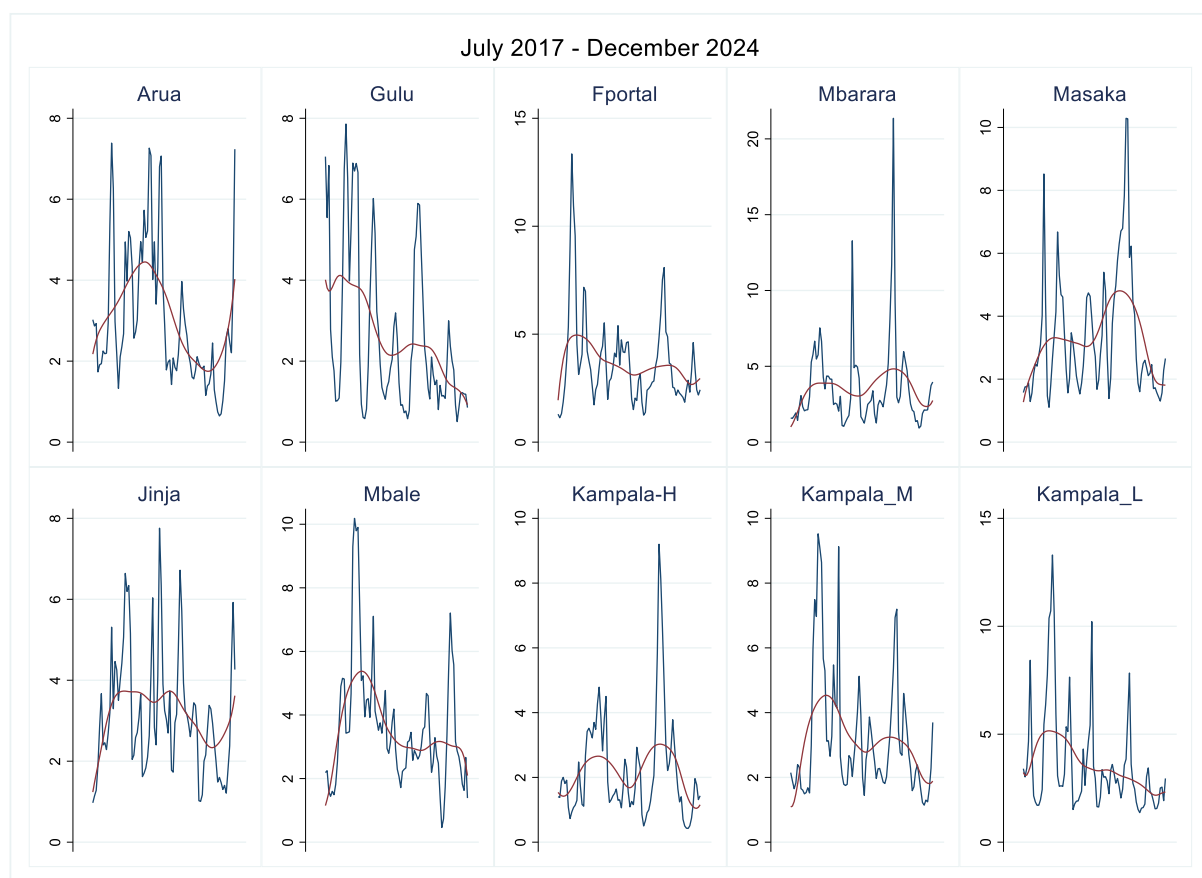 July 2017 - December 2024
Arua Gulu Fportal Mbarara Masaka
8 8 15 20 10
6 6 10 15 8
4 4 5 10 6
2 2 0 5 4
0 0 0 2
0
Jinja Mbale Kampala-H Kampala_M Kampala_L
8 10 10 10 15
6 8 8 8 10
4 6 6 6 5
2 4 4 4 0
0 2 2 2
0 0 0